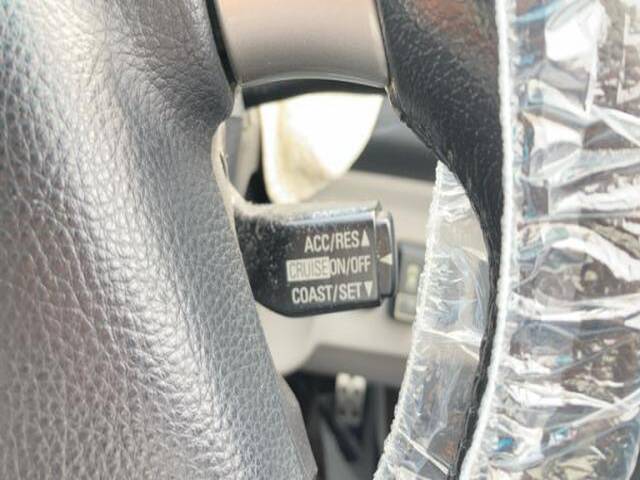 ACC/RES▲
CRUISE ON/OFF
COAST/SET▼